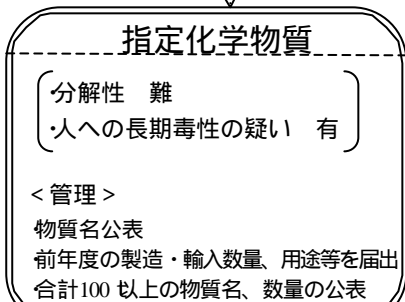 指定化学物質
・分解性 難
・人への長期毒性の疑い 有
<管理>
・物質名公表
・前年度の製造・輸入数量、用途等を届出
・合計100㌧以上の物質名、数量の公表